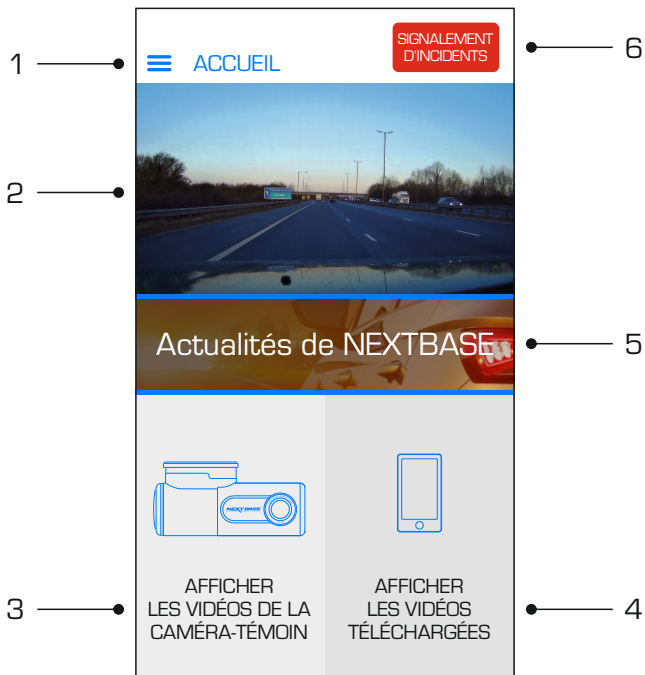 SIGNALEMENT
D'INCIDENTS
6
1
ACCUEIL
2
Actualités de NEXTBASE
5
NEXTBASE
3
AFFICHER
LES VIDÉOS DE LA
CAMÉRA-TÉMOIN
AFFICHER
LES VIDÉOS
TÉLÉCHARGÉES
4